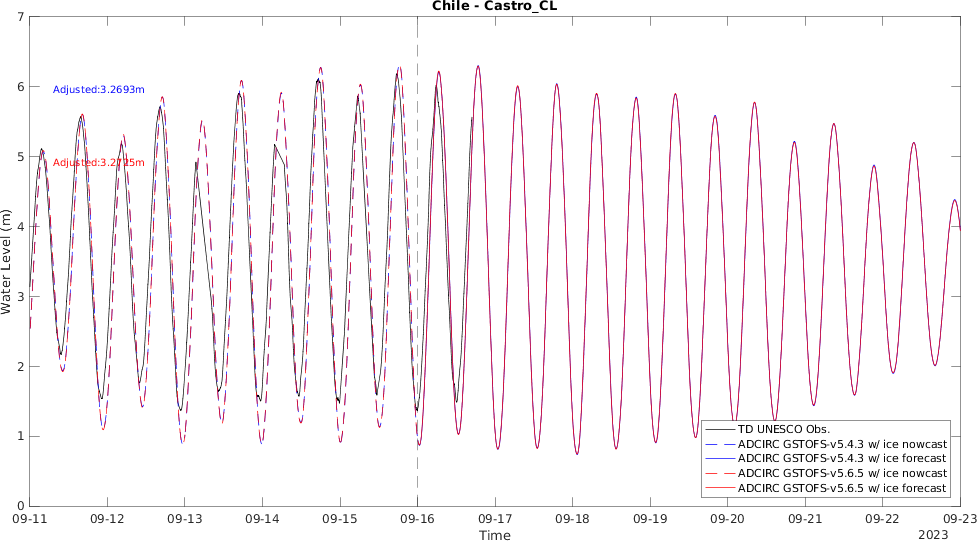 Chile - Castro_CL
7
6
5
4
3
2
1
0
Water Level (m)
Adjusted:3.2693m
Adjusted:3.2725m
TD UNESCO Obs.
ADCIRC GSTOFS-v5.4.3 w/ ice nowcast
ADCIRC GSTOFS-v5.4.3 w/ ice forecast
ADCIRC GSTOFS-v5.6.5 w/ ice nowcast
ADCIRC GSTOFS-v5.6.5 w/ ice forecast
09-11 09-12 09-13 09-14 09-15 09-16 09-17 09-18 09-19 09-20 09-21 09-22 09-23
Time
2023